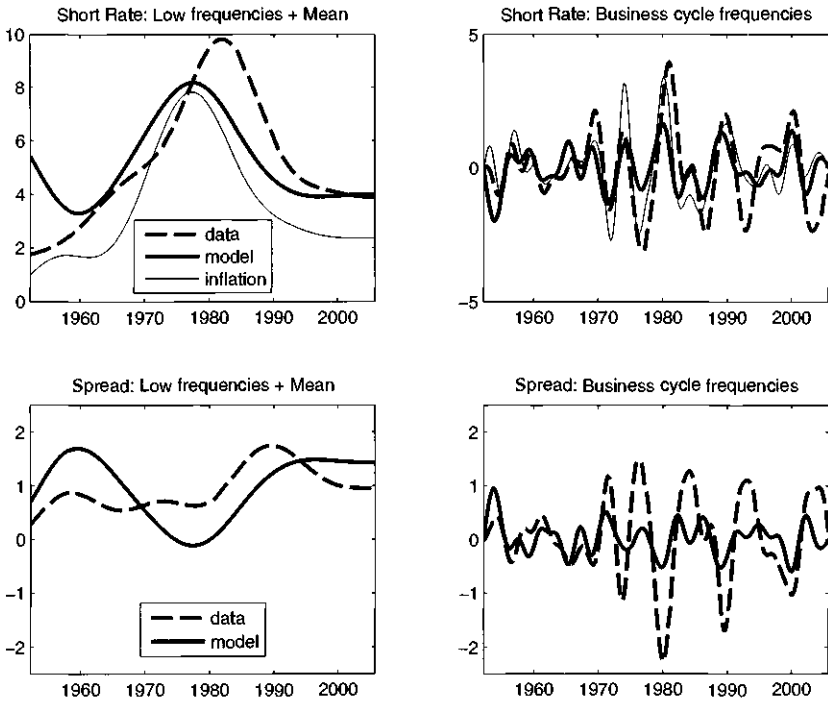 Short Rate: Low frequencies + Mean
10
8
6
4
2
0
data
model
inflation
1960 1970 1980 1990 2000
Short Rate: Business cycle frequencies
5
0
−5
1960 1970 1980 1990 2000
Spread: Low frequencies + Mean
2
1
0
−1
−2
data
model
1960 1970 1980 1990 2000
Spread: Business cycle frequencies
2
1
0
−1
−2
1960 1970 1980 1990 2000